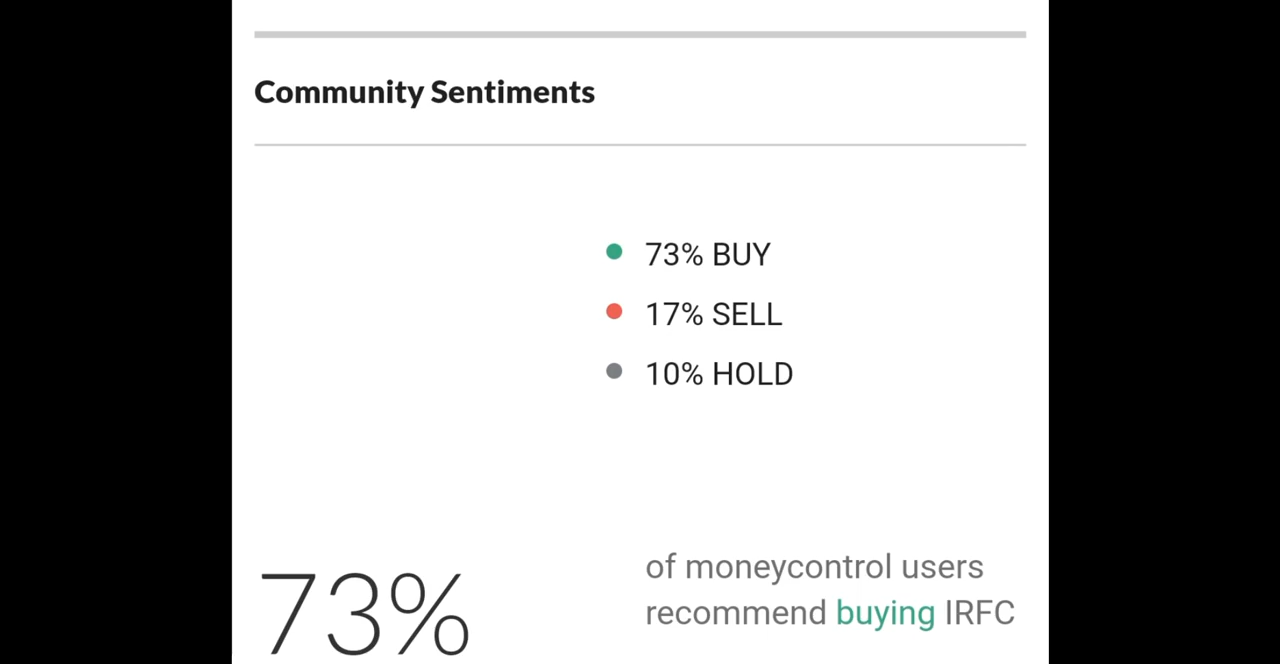 Community Sentiments
73% BUY
17% SELL
10% HOLD
73%
of moneycontrol users
recommend buying IRFC